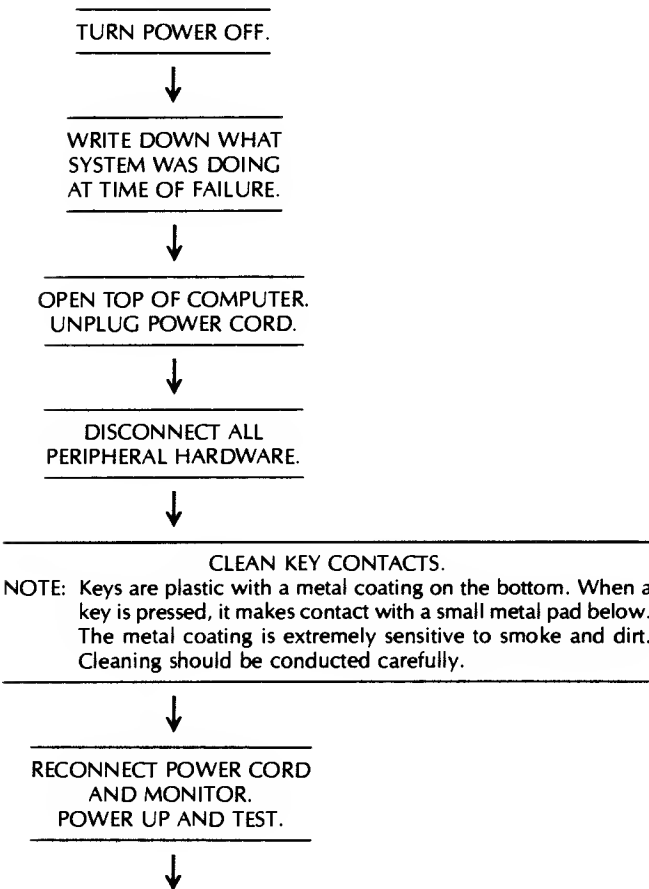 TURN POWER OFF.
WRITE DOWN WHAT
SYSTEM WAS DOING
AT TIME OF FAILURE.
OPEN TOP OF COMPUTER.
UNPLUG POWER CORD.
DISCONNECT ALL
PERIPHERAL HARDWARE.
CLEAN KEY CONTACTS.
NOTE: Keys are plastic with a metal coating on the bottom. When a
key is pressed, it makes contact with a small metal pad below.
The metal coating is extremely sensitive to smoke and dirt.
Cleaning should be conducted carefully.
RECONNECT POWER CORD
AND MONITOR.
POWER UP AND TEST.